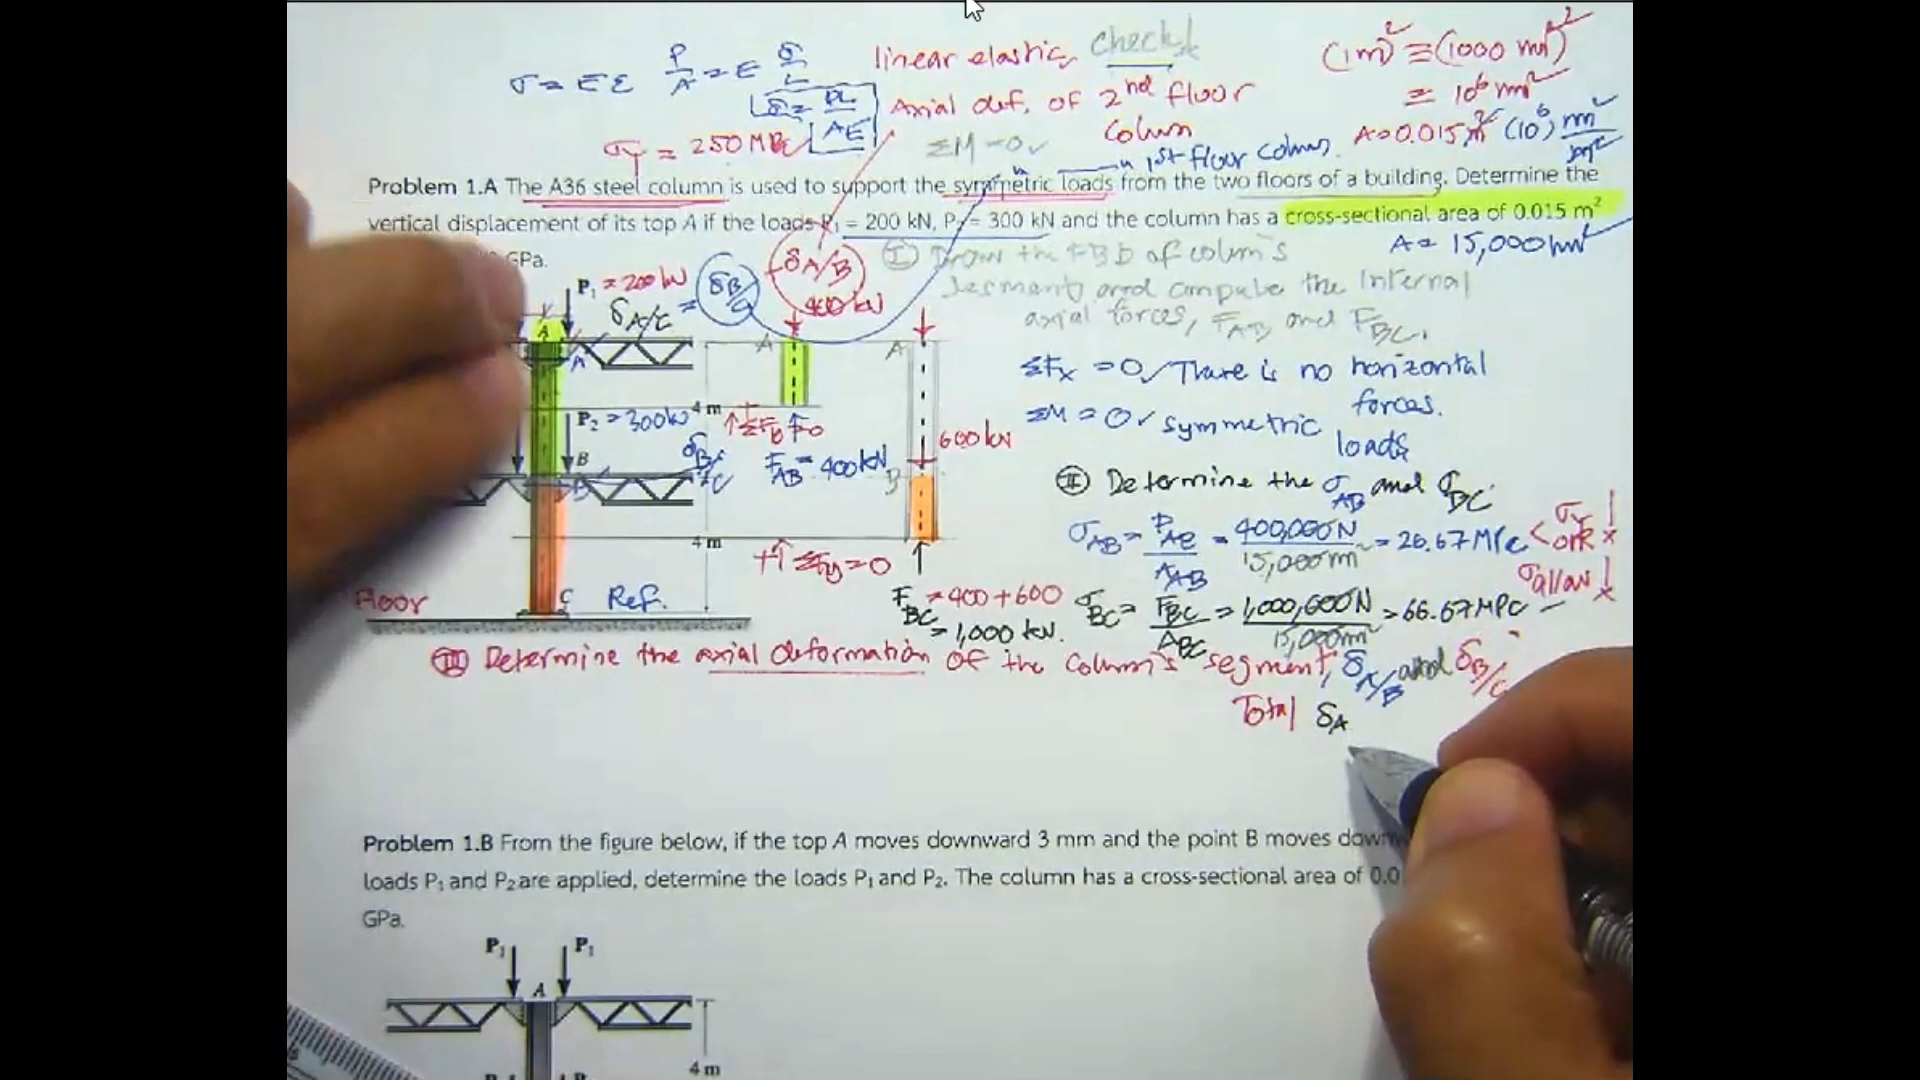 σ = Eε P/A = E δ/L linear elastic check!
δ = PL/AE
Axial def. of 2nd floor
Column
(1m)² ≡ (1000 mm)²
≡ 10⁶ mm²
σY = 250 MPa
ΣM = 0 ✓
" 1st floor column.
A = 0.015 m² (10⁶) mm²/m²
Problem 1.A The A36 steel column is used to support the symmetric loads from the two floors of a building. Determine the
vertical displacement of its top A if the loads P₁ = 200 kN, P₂ = 300 kN and the column has a cross-sectional area of 0.015 m²
GPa.
A = 15,000 mm²
P₁ = 200 kN
δA/C = δB/C + δA/B
400 kN
A
A
A
A
4 m
P₂ = 300 kN
B
B
B
δB/C
+↑ΣFy = 0
FAB = 400 kN
600 kN
4 m
+↑ΣFy = 0
Floor
C
Ref.
FBC = 400 + 600
= 1,000 kN.
I Draw the FBD of column's
segments and compute the Internal
axial forces, FAB and FBC.
ΣFx = 0 ✓ There is no horizontal
forces.
ΣM = 0 ✓ symmetric
loads
II Determine the σAB and σBC
σAB = FAB/AAB = 400,000N/15,000mm² = 26.67 MPa < σY
OK
σallow
σBC = FBC/ABC = 1,000,000N/15,000mm² = 66.67 MPa
III Determine the axial deformation of the column's segment, δA/B and δB/C
Total δA
Problem 1.B From the figure below, if the top A moves downward 3 mm and the point B moves down
loads P₁ and P₂ are applied, determine the loads P₁ and P₂. The column has a cross-sectional area of 0.0
GPa.
P₁ P₁
A
4 m